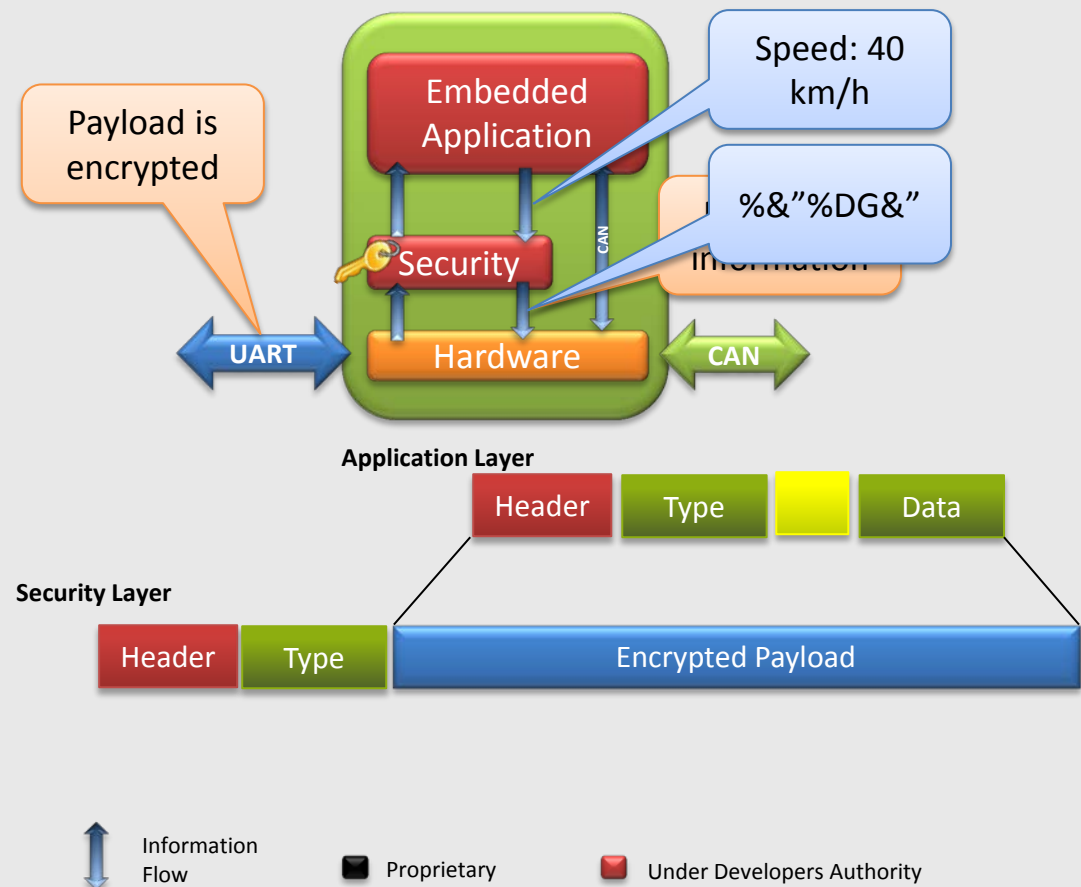 Speed: 40
km/h
Embedded
Application
Payload is
encrypted
%&”%DG&”
information
CAN
Security
UART
Hardware
CAN
Application Layer
Header
Type
Data
Security Layer
Header
Type
Encrypted Payload
Information
Flow
Proprietary
Under Developers Authority